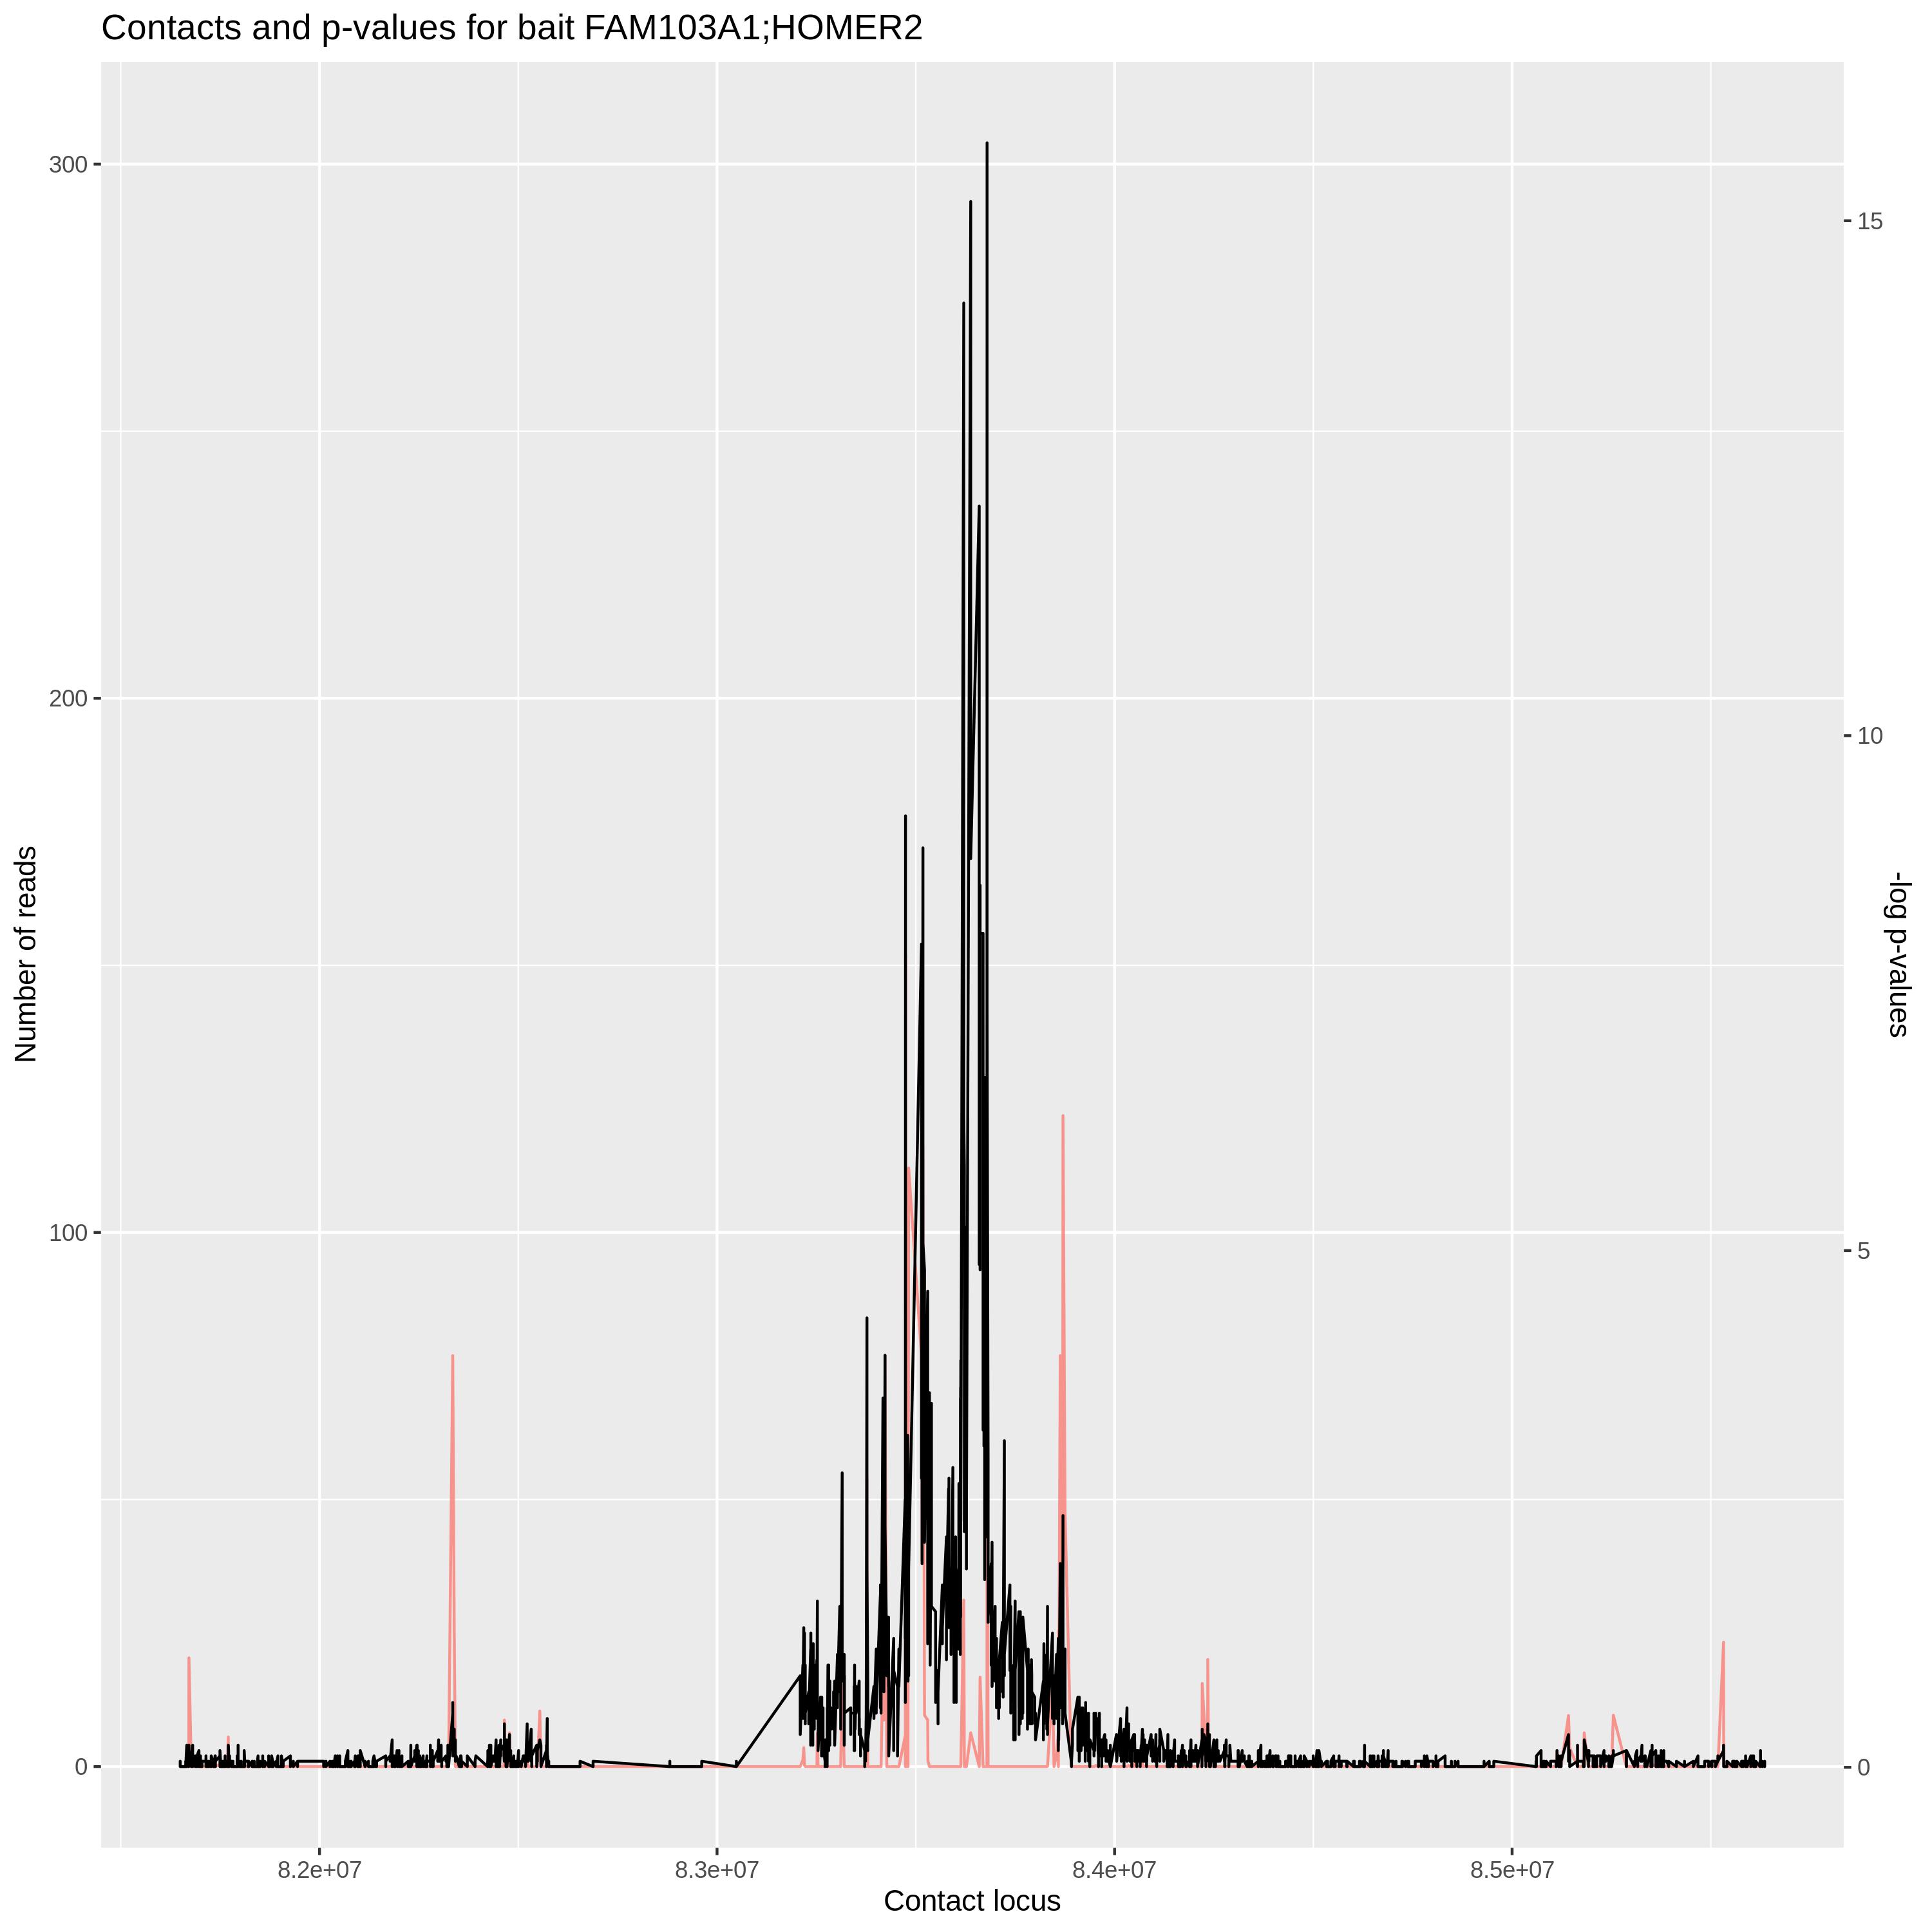 Contacts and p-values for bait FAM103A1;HOMER2
300
200
100
0
Number of reads
15
10
5
0
-log p-values
8.2e+07
8.3e+07
8.4e+07
8.5e+07
Contact locus